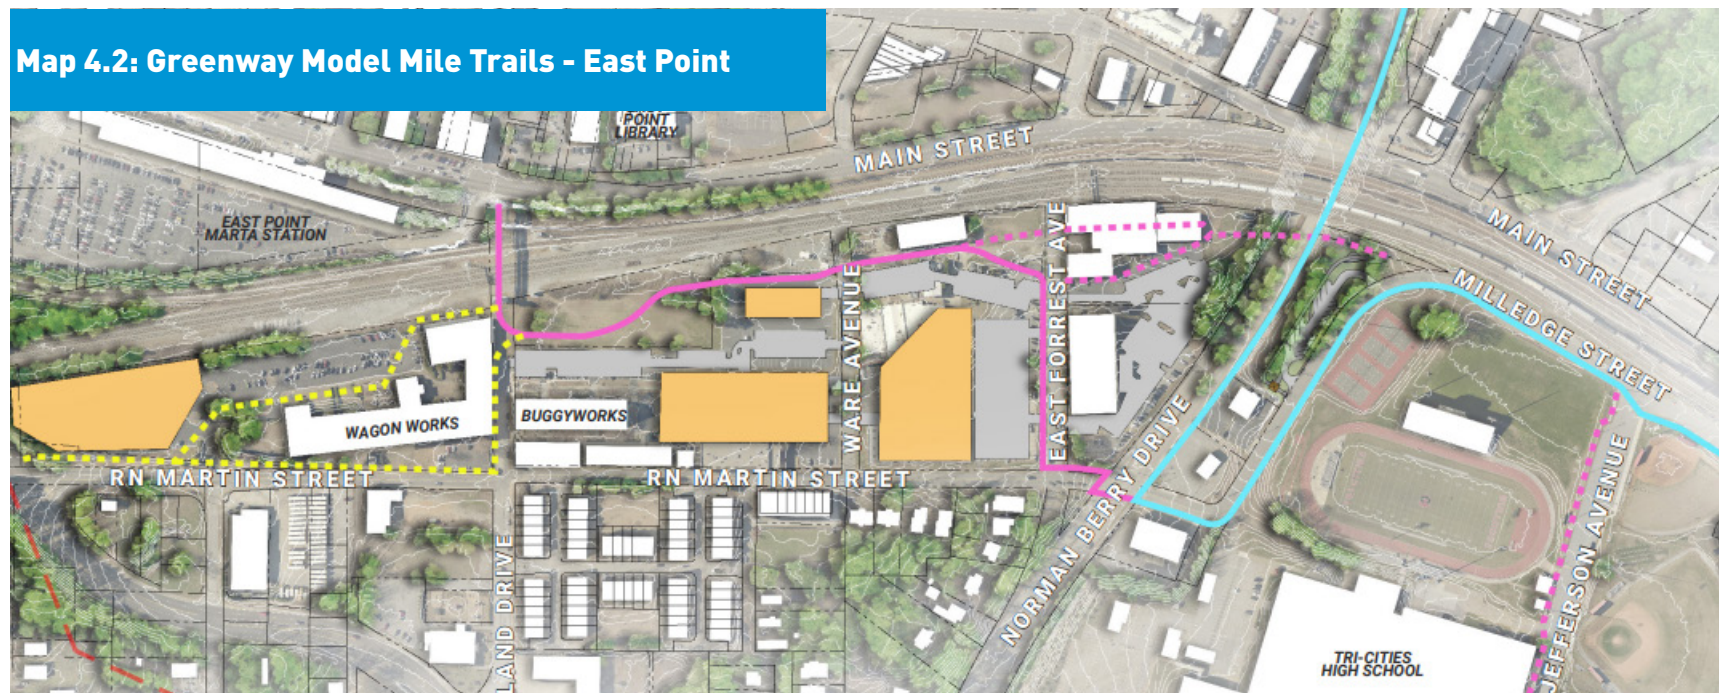 Map 4.2: Greenway Model Mile Trails - East Point
POINT
LIBRARY
MAIN STREET
EAST POINT
MARTA STATION
MAIN STREET
MILLEDGE STREET
WARE AVENUE
EAST FORREST AVE
WAGON WORKS
BUGGYWORKS
RN MARTIN STREET
RN MARTIN STREET
NORMAN BERRY DRIVE
JEFFERSON AVENUE
LAND DRIVE
TRI-CITIES
HIGH SCHOOL